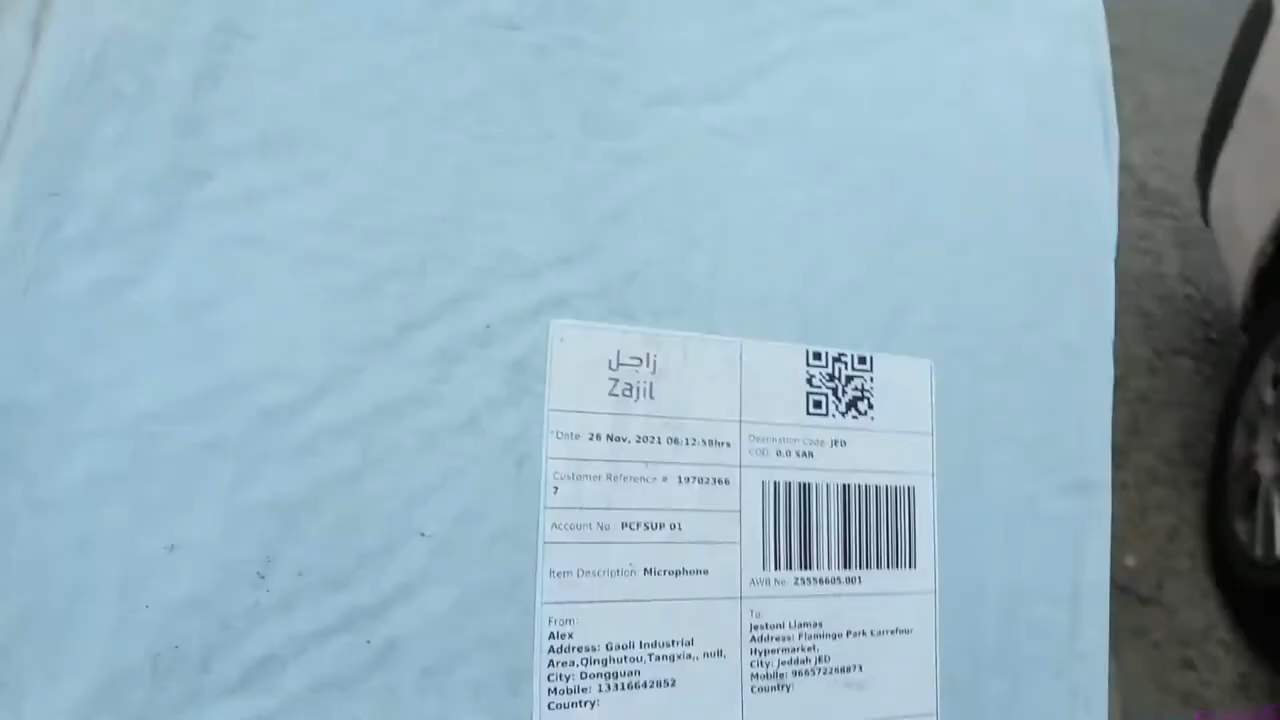 زاجل
Zajil
Date 26 Nov, 2021 06:12:58hrs
Customer Reference # 19702366
7
Account No PCFSUP 01
Item Description: Microphone
From:
Alex
Address: Gaoli Industrial
Area,Qinghutou,Tangxia,, null,
City: Dongguan
Mobile: 13316642852
Country:
Destination Code: JED
COD: 0.0 SAR
AWB No: Z5556605.001
To:
Jestoni Llamas
Address: Flamingo Park Carrefour
Hypermarket,
City: Jeddah JED
Mobile: 966572268873
Country: